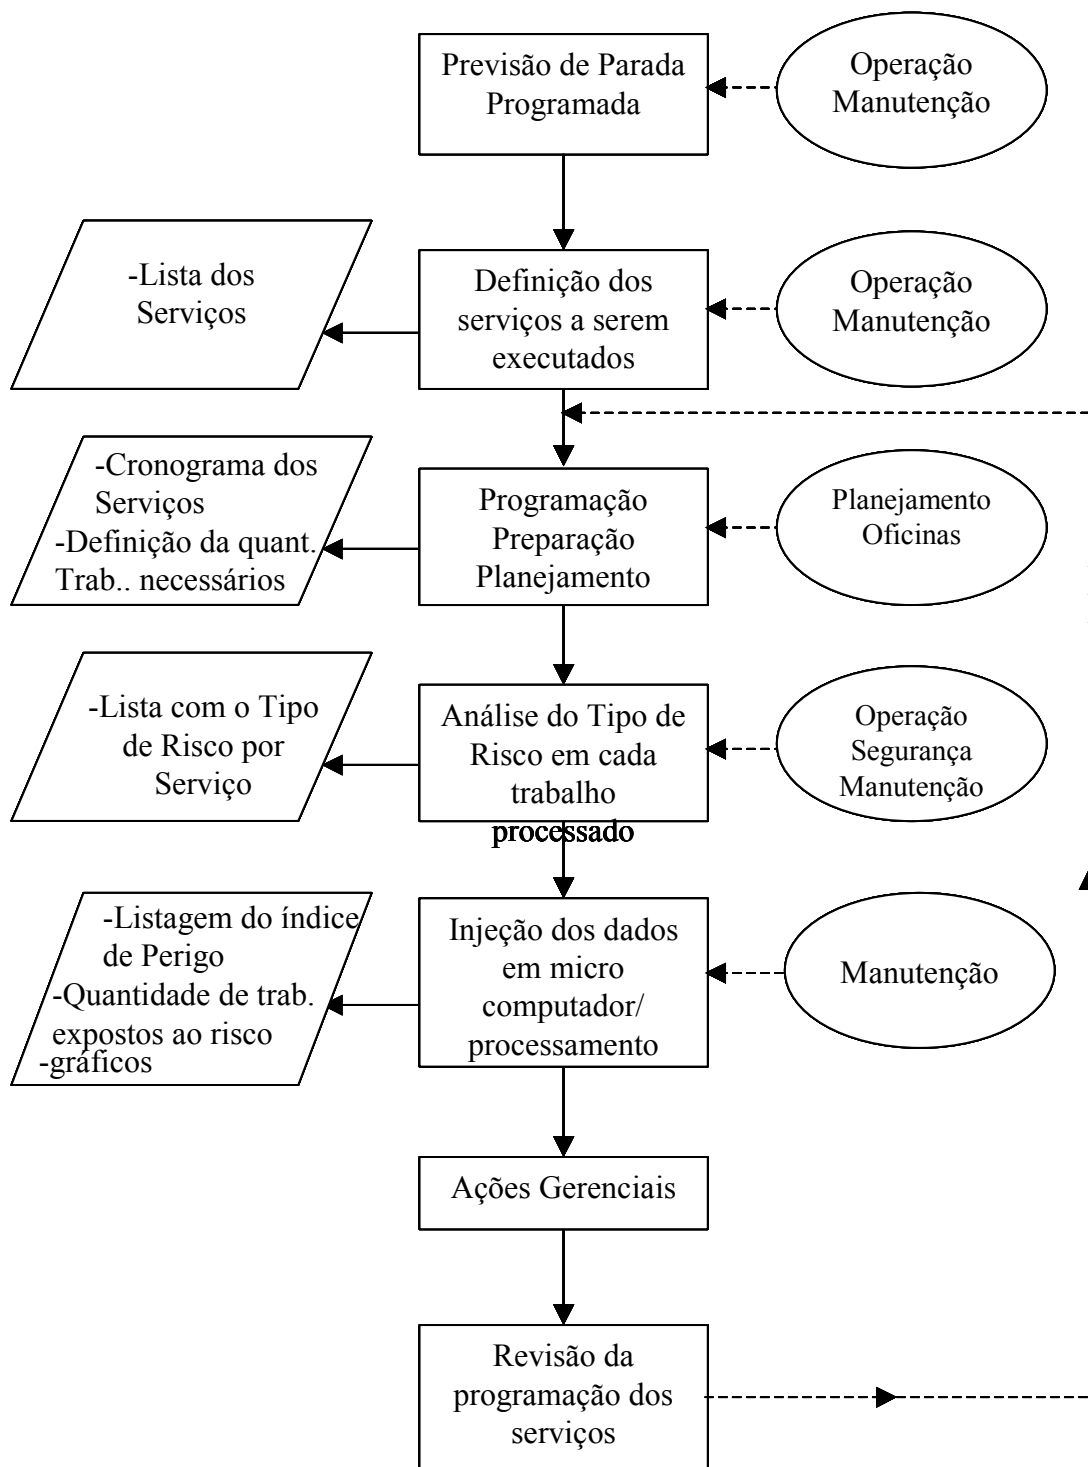 Previsão de Parada
Programada
Operação
Manutenção
-Lista dos
Serviços
Definição dos
serviços a serem
executados
Operação
Manutenção
-Cronograma dos
Serviços
-Definição da quant.
Trab.. necessários
Programação
Preparação
Planejamento
Planejamento
Oficinas
-Lista com o Tipo
de Risco por
Serviço
Análise do Tipo de
Risco em cada
trabalho
processado
Operação
Segurança
Manutenção
-Listagem do índice
de Perigo
-Quantidade de trab.
expostos ao risco
-gráficos
Injeção dos dados
em micro
computador/
processamento
Manutenção
Ações Gerenciais
Revisão da
programação dos
serviços